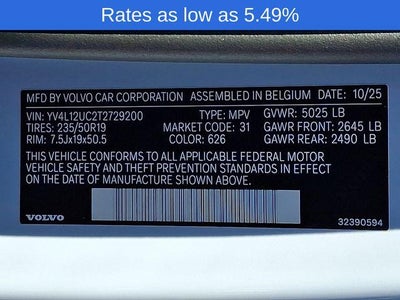 Rates as low as 5.49%
MFD BY VOLVO CAR CORPORATION ASSEMBLED IN BELGIUM DATE: 10/25
VIN: YV4L12UC2T2729200 TYPE: MPV GVWR: 5025 LB
TIRES: 235/50R19 MARKET CODE: 31 GAWR FRONT: 2645 LB
RIM: 7.5Jx19x50.5 COLOR: 626 GAWR REAR: 2490 LB
THIS VEHICLE CONFORMS TO ALL APPLICABLE FEDERAL MOTOR
VEHICLE SAFETY AND THEFT PREVENTION STANDARDS IN EFFECT
ON THE DATE OF MANUFACTURE SHOWN ABOVE.
VOLVO 32390594